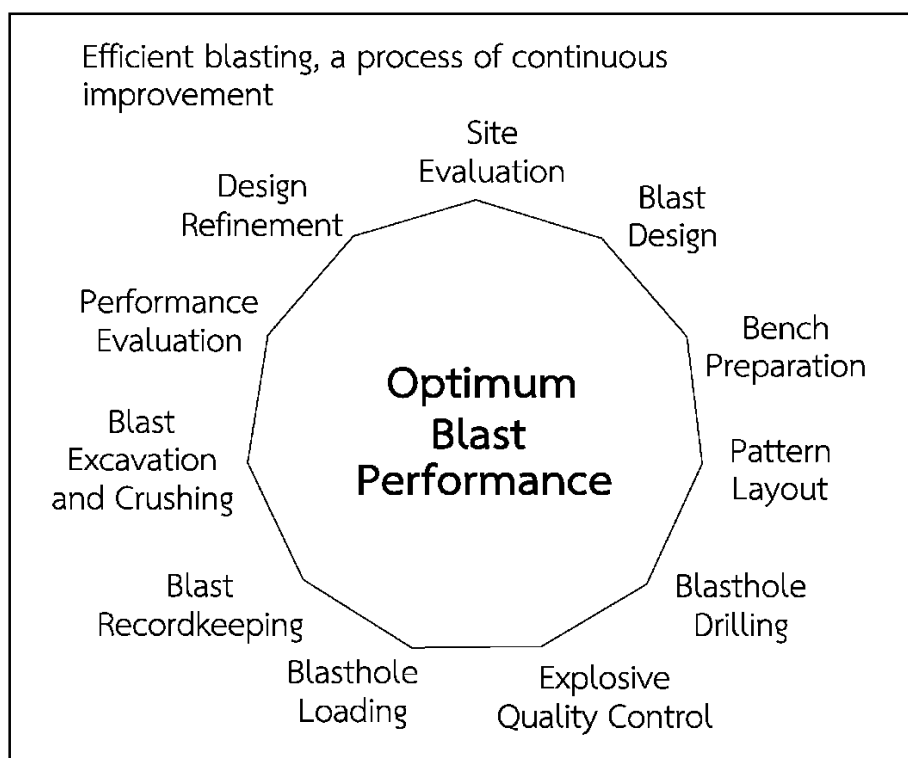 Efficient blasting, a process of continuous
improvement
Site
Evaluation
Blast
Design
Bench
Preparation
Pattern
Layout
Blasthole
Drilling
Explosive
Quality Control
Blasthole
Loading
Blast
Recordkeeping
Blast
Excavation
and Crushing
Performance
Evaluation
Design
Refinement
Optimum
Blast
Performance